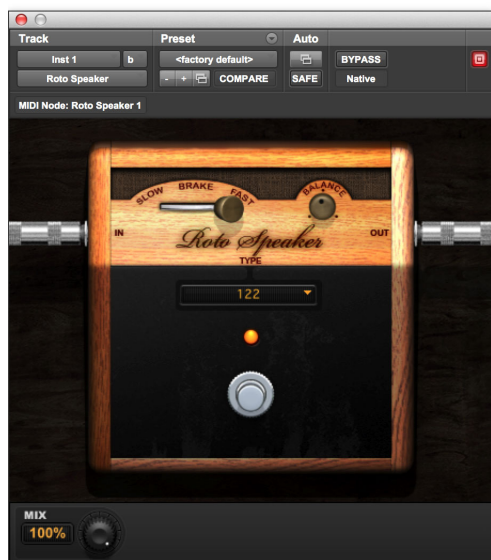 Track Preset Auto
Inst 1 b <factory default> BYPASS
Roto Speaker - + COMPARE SAFE Native
MIDI Node: Roto Speaker 1
SLOW BRAKE FAST BALANCE
IN Roto Speaker OUT
TYPE
122
MIX
100%